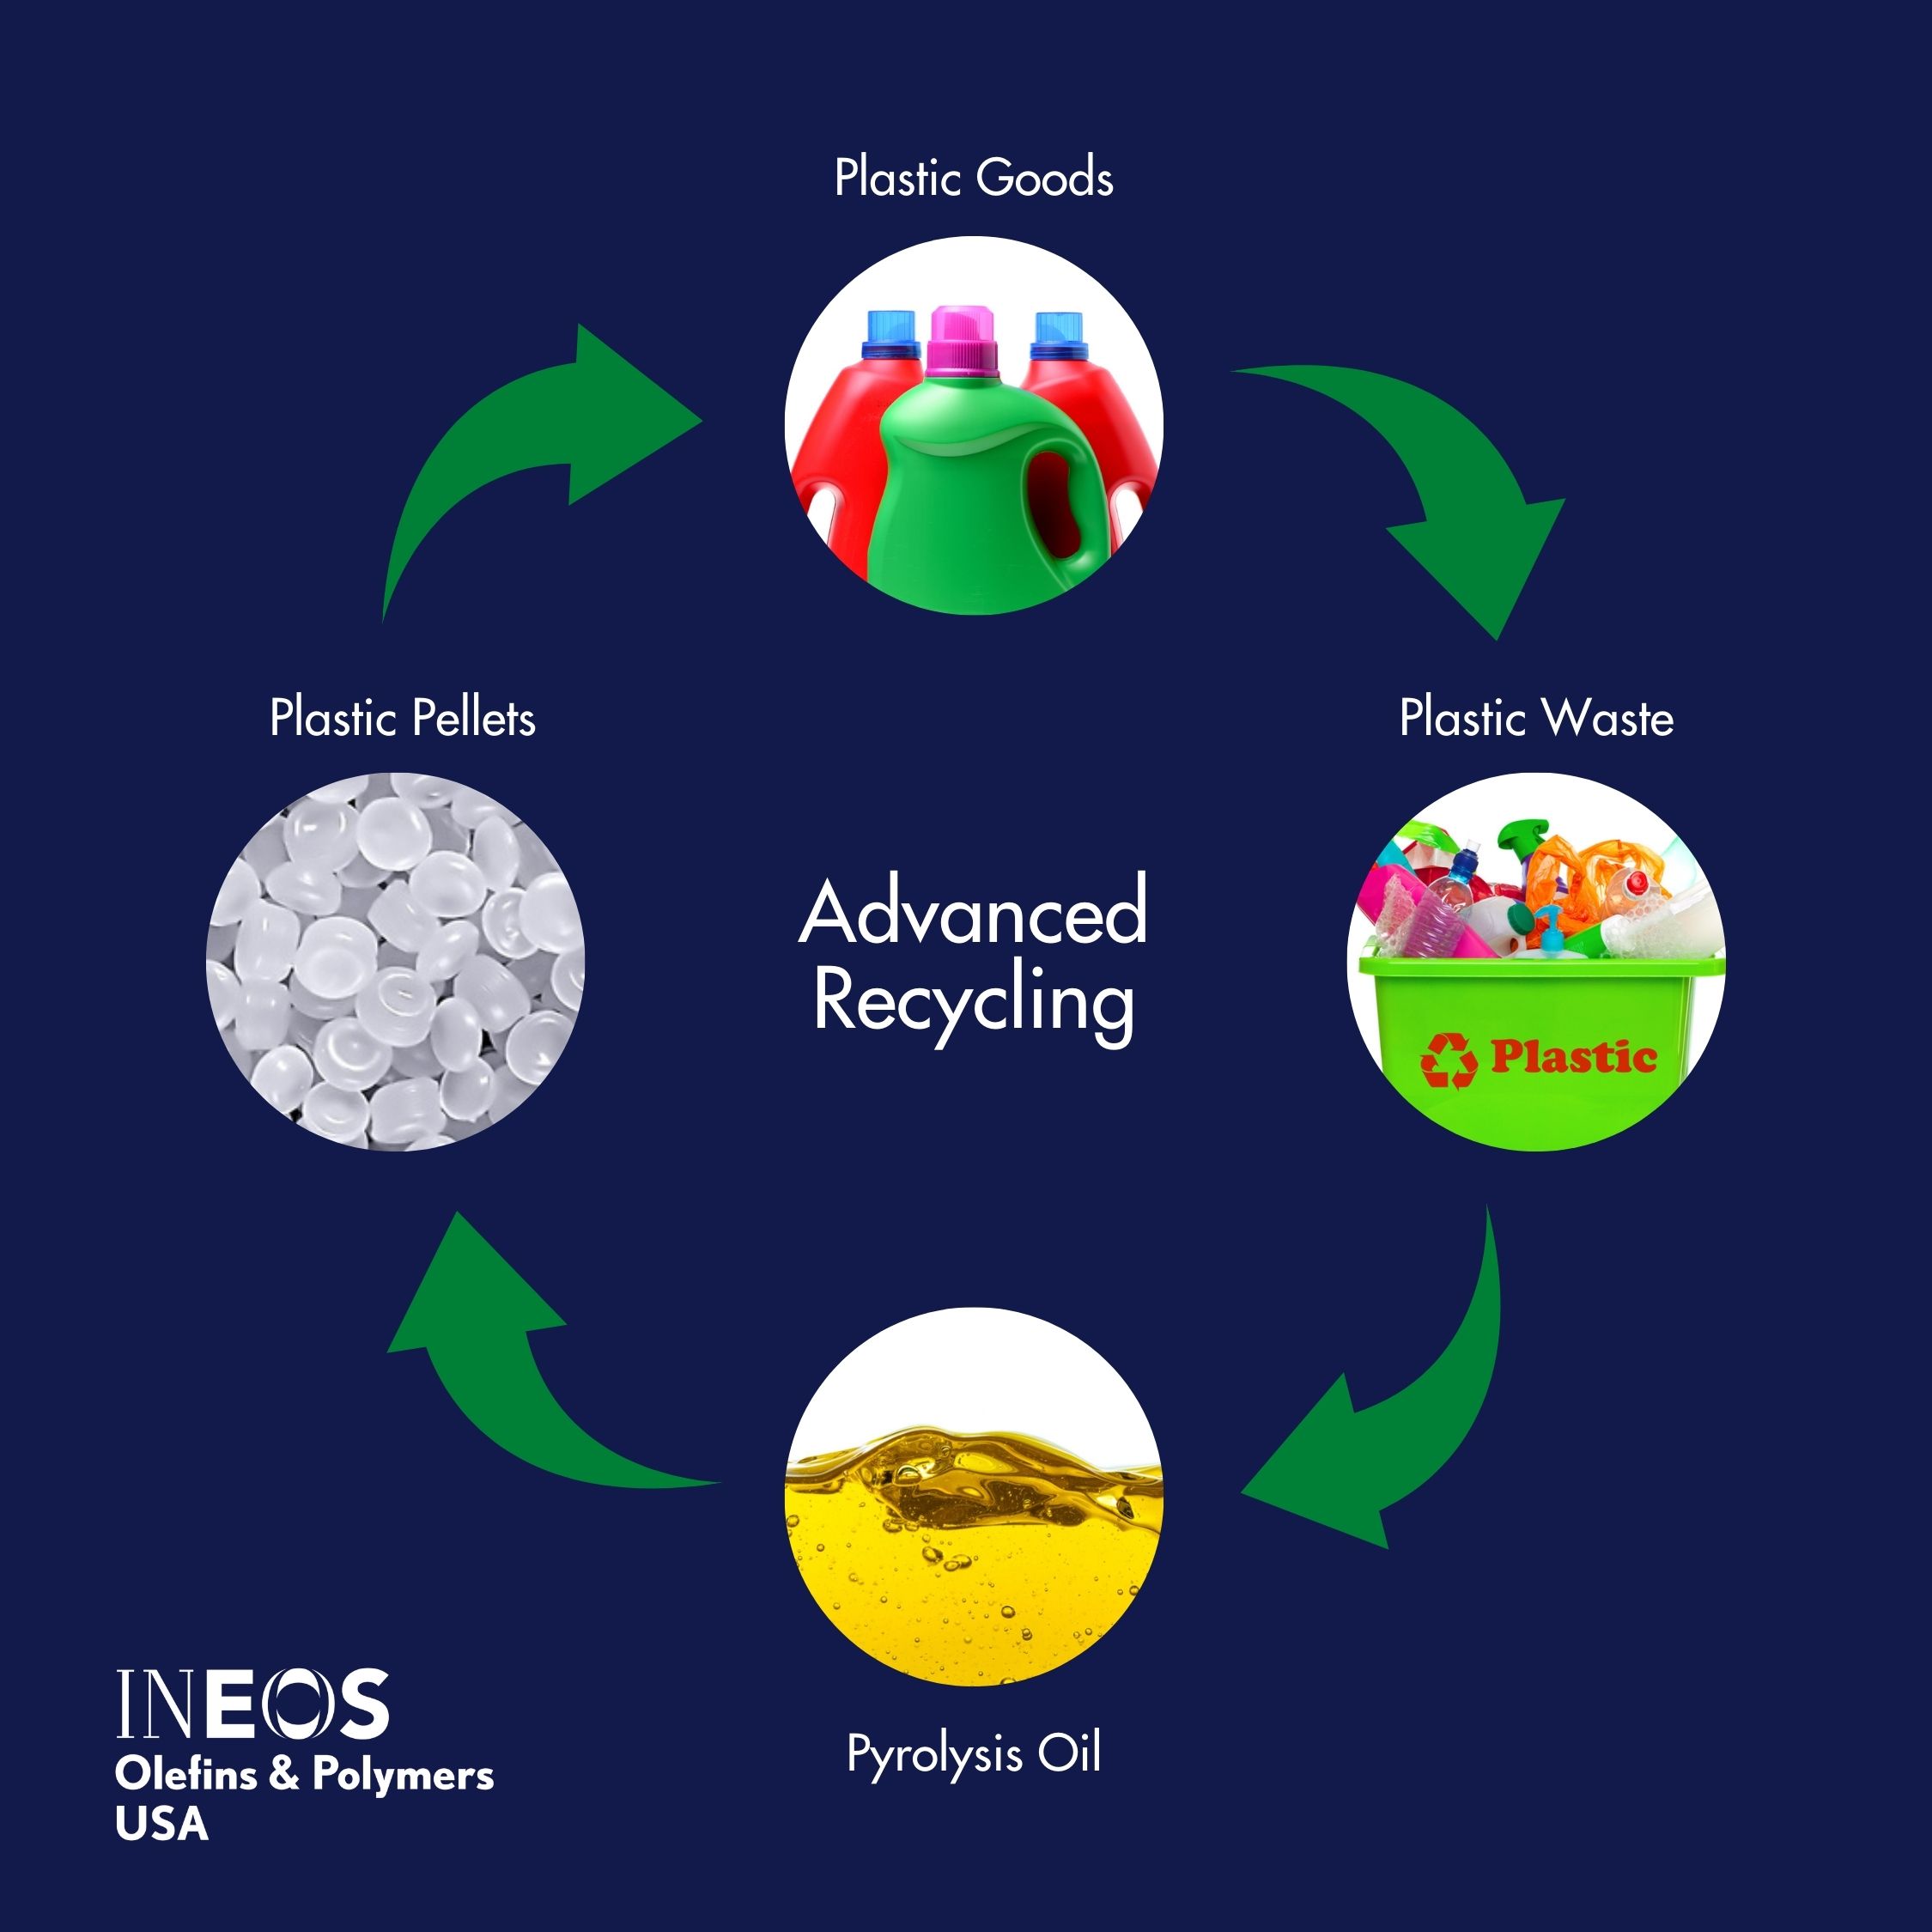 Plastic Goods
Plastic Pellets
Plastic Waste
Advanced
Recycling
Plastic
Pyrolysis Oil
INEOS
Olefins & Polymers
USA